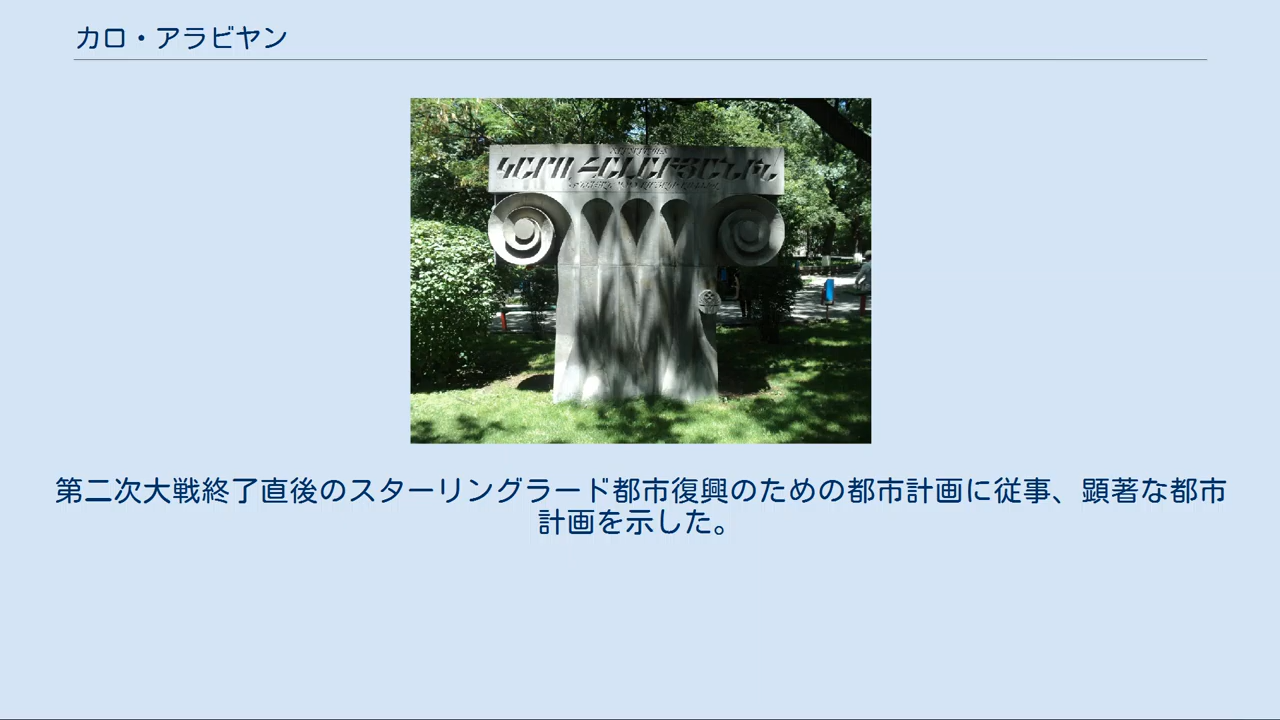 カロ・アラビヤン
第二次大戦終了直後のスターリングラード都市復興のための都市計画に従事、顕著な都市
計画を示した。